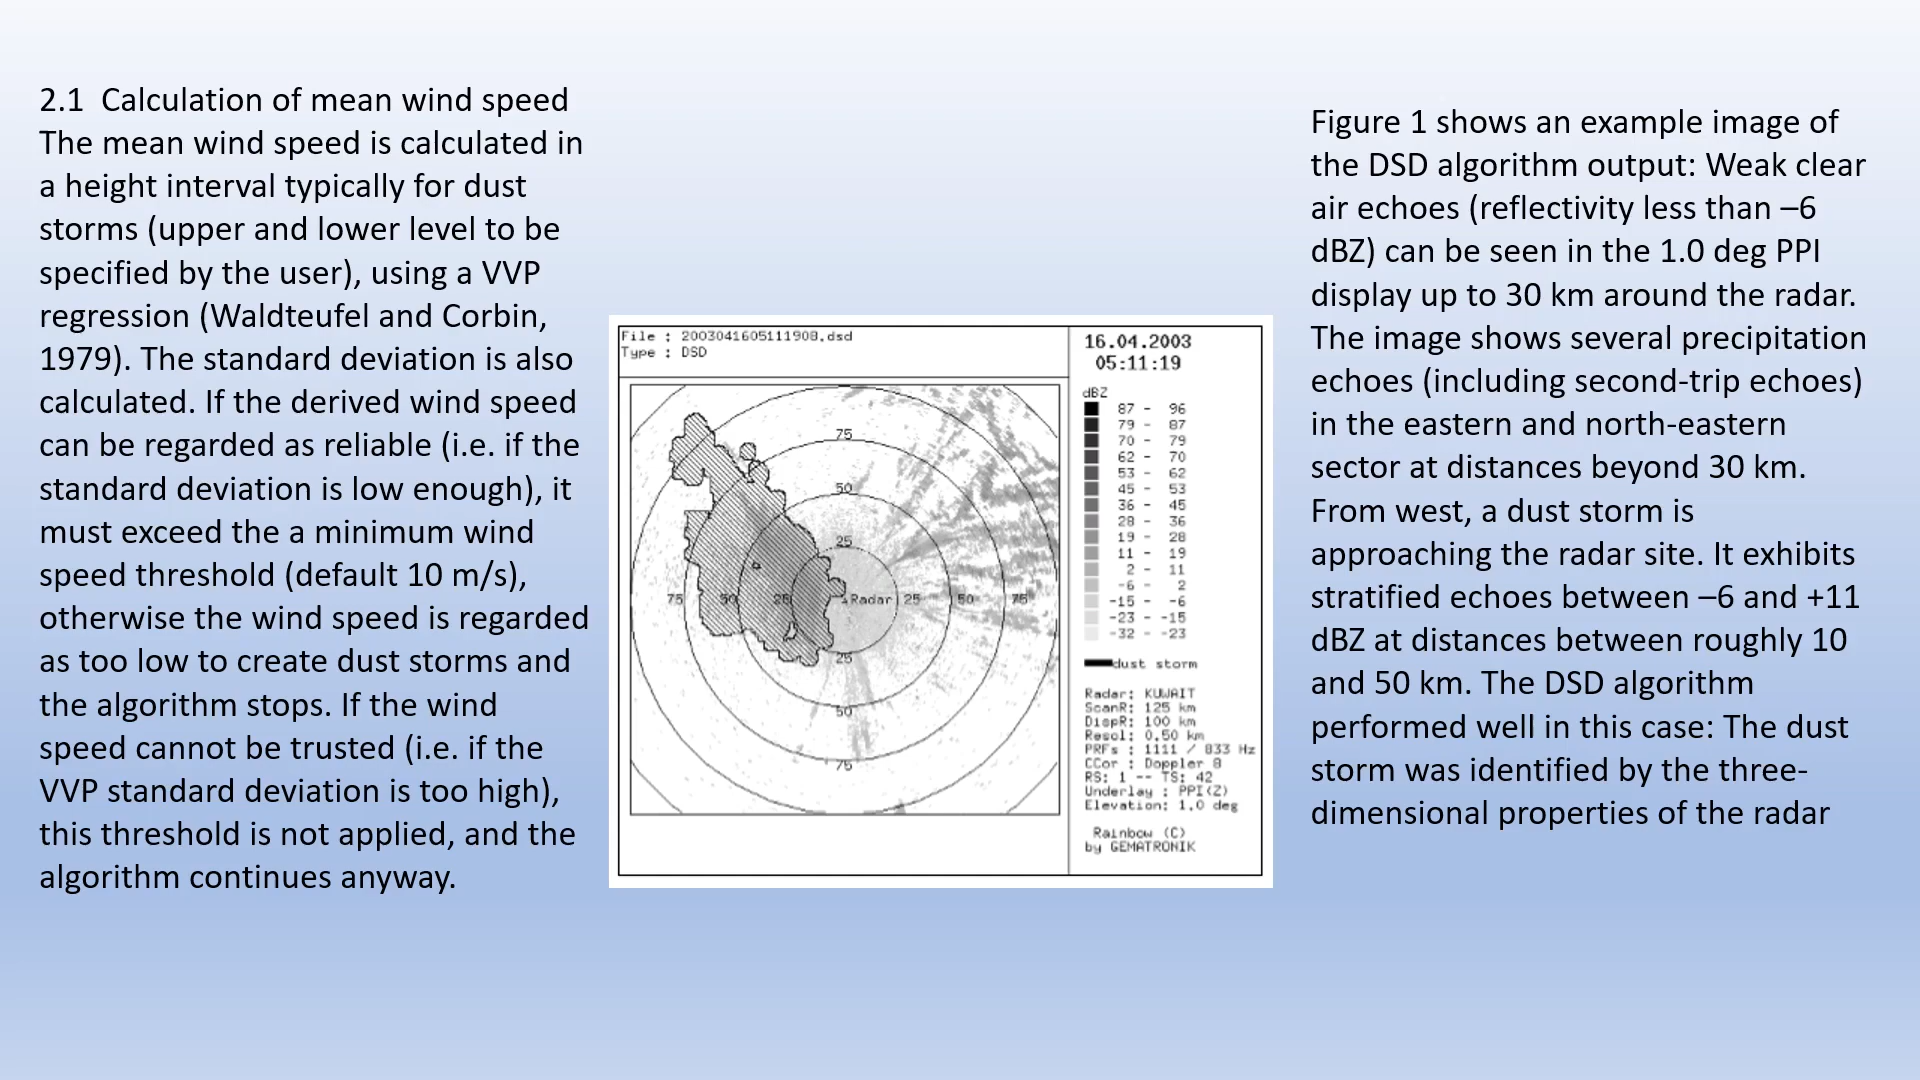 2.1  Calculation of mean wind speed
The mean wind speed is calculated in
a height interval typically for dust
storms (upper and lower level to be
specified by the user), using a VVP
regression (Waldteufel and Corbin,
1979). The standard deviation is also
calculated. If the derived wind speed
can be regarded as reliable (i.e. if the
standard deviation is low enough), it
must exceed the a minimum wind
speed threshold (default 10 m/s),
otherwise the wind speed is regarded
as too low to create dust storms and
the algorithm stops. If the wind
speed cannot be trusted (i.e. if the
VVP standard deviation is too high),
this threshold is not applied, and the
algorithm continues anyway.
File : 2003041605111908.dsd
Type : DSD
75
50
25
75 50 25 Radar 25 50 75
25
50
75
16.04.2003
05:11:19
dBZ
87 - 96
79 - 87
70 - 79
62 - 70
53 - 62
45 - 53
36 - 45
28 - 36
19 - 28
11 - 19
2 - 11
-6 - 2
-15 - -6
-23 - -15
-32 - -23
dust storm
Radar: KUWAIT
ScanR: 125 km
DispR: 100 km
Resol: 0.50 km
PRFs : 1111 / 833 Hz
CCor : Doppler 8
RS: 1 -- TS: 42
Underlay : PPI(Z)
Elevation: 1.0 deg
Rainbow (C)
by GEMATRONIK
Figure 1 shows an example image of
the DSD algorithm output: Weak clear
air echoes (reflectivity less than –6
dBZ) can be seen in the 1.0 deg PPI
display up to 30 km around the radar.
The image shows several precipitation
echoes (including second-trip echoes)
in the eastern and north-eastern
sector at distances beyond 30 km.
From west, a dust storm is
approaching the radar site. It exhibits
stratified echoes between –6 and +11
dBZ at distances between roughly 10
and 50 km. The DSD algorithm
performed well in this case: The dust
storm was identified by the three-
dimensional properties of the radar